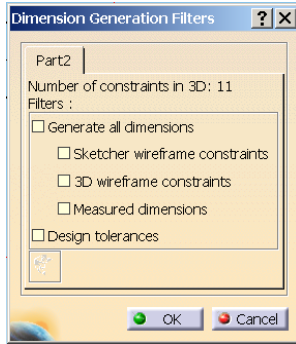 Dimension Generation Filters
Part2
Number of constraints in 3D: 11
Filters :
Generate all dimensions
Sketcher wireframe constraints
3D wireframe constraints
Measured dimensions
Design tolerances
OK Cancel